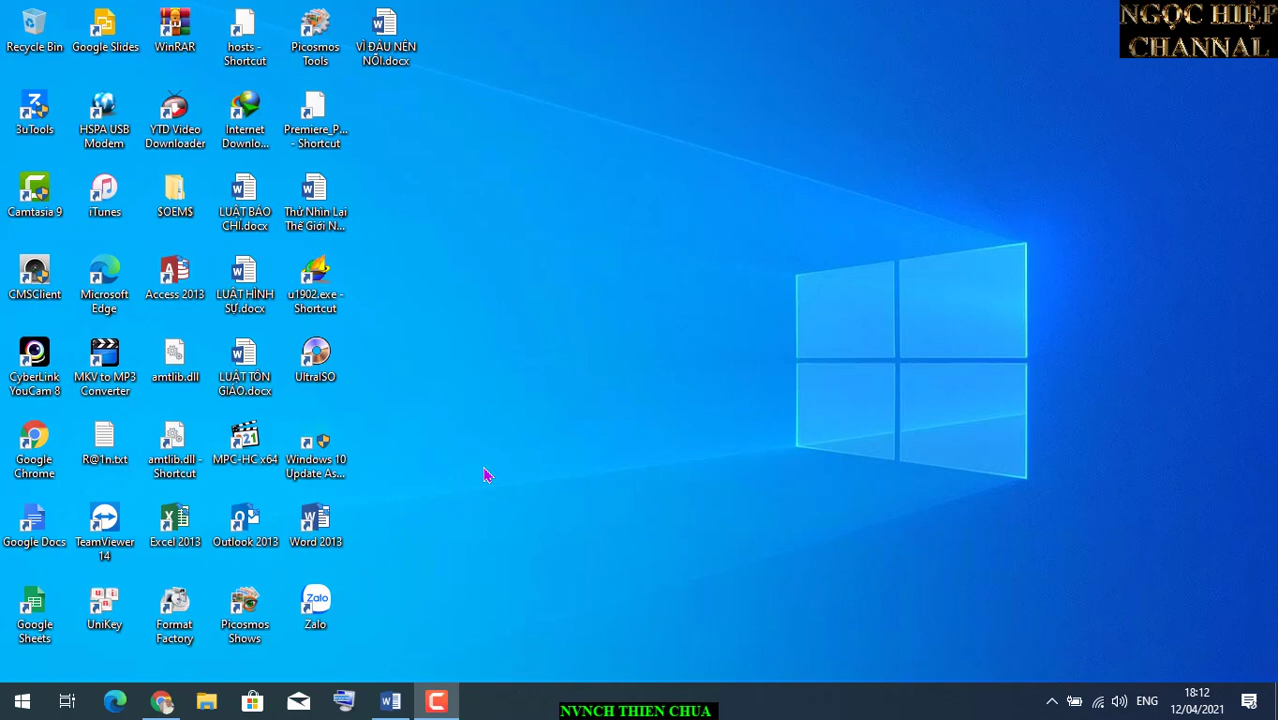 NGỌC HIỆP
CHANNAL
Recycle Bin
Google Slides
WinRAR
hosts -
Shortcut
Picosmos
Tools
VÌ ĐÂU NÊN
NỖI.docx
3uTools
HSPA USB
Modem
YTD Video
Downloader
Internet
Downlo...
Premiere_P...
- Shortcut
Camtasia 9
iTunes
$OEM$
LUẬT BÁO
CHÍ.docx
Thử Nhìn Lại
Thế Giới N...
CMSClient
Microsoft
Edge
Access 2013
LUẬT HÌNH
SỰ.docx
u1902.exe -
Shortcut
CyberLink
YouCam 8
MKV to MP3
Converter
amtlib.dll
LUẬT TÔN
GIÁO.docx
UltraISO
Google
Chrome
R@1n.txt
amtlib.dll -
Shortcut
MPC-HC x64
Windows 10
Update As...
Google Docs
TeamViewer
14
Excel 2013
Outlook 2013
Word 2013
Google
Sheets
UniKey
Format
Factory
Picosmos
Shows
Zalo
Zalo
ENG
18:12
12/04/2021
NVNCH THIEN CHUA